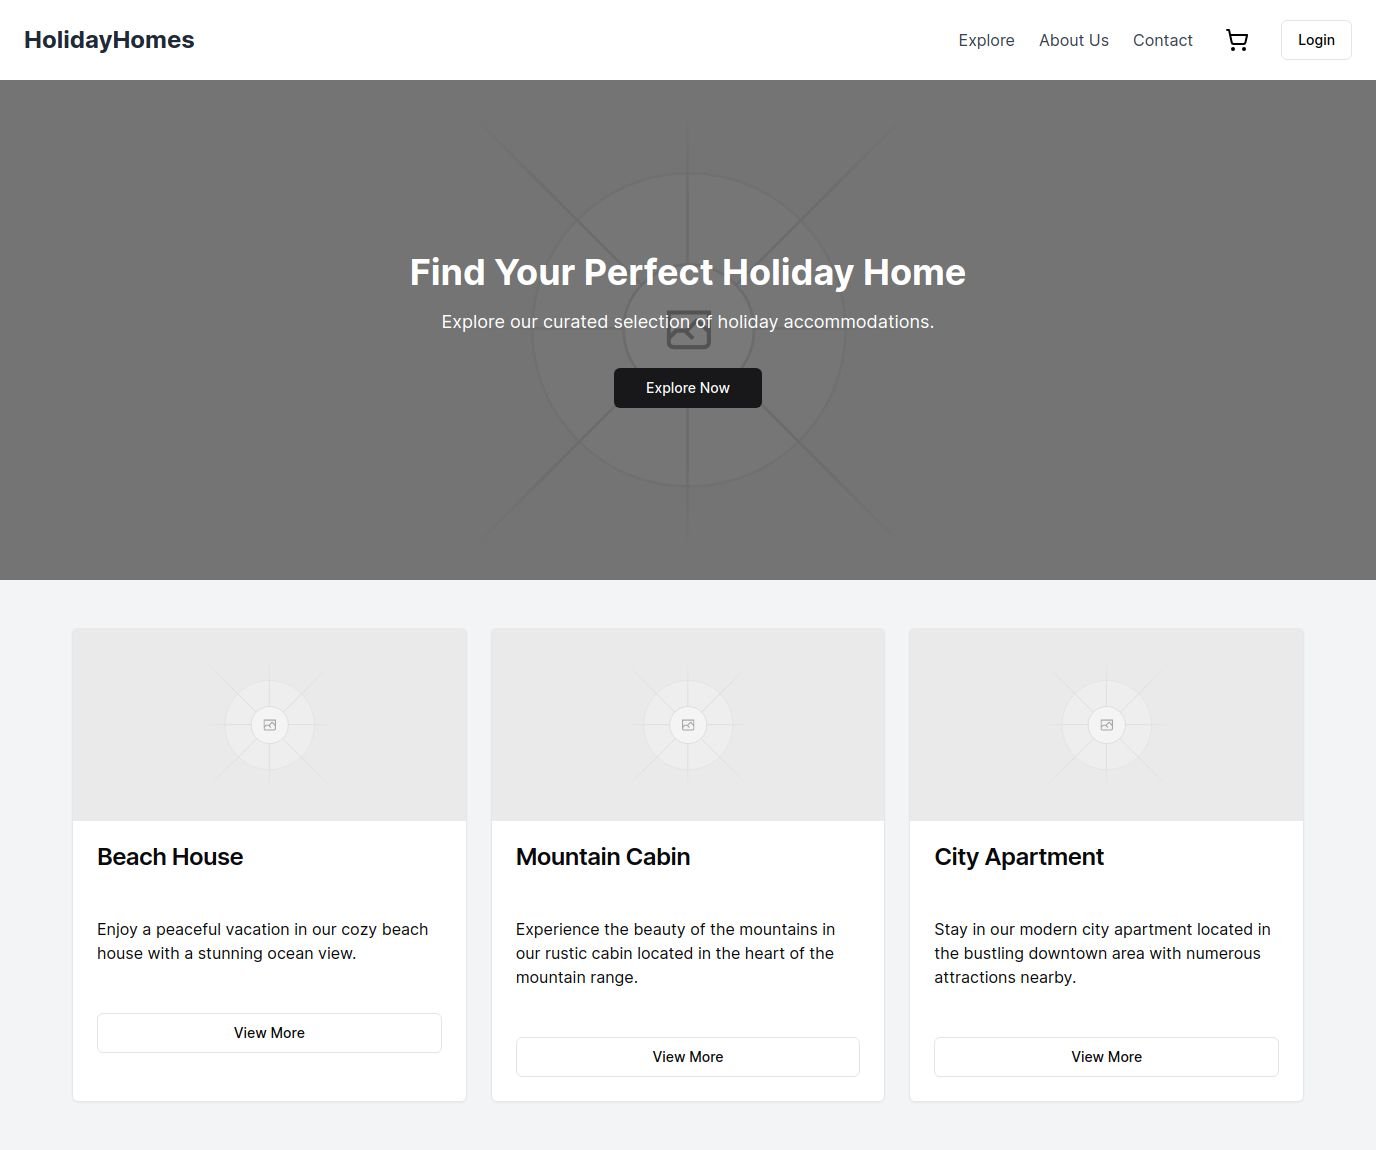 HolidayHomes
Explore
About Us
Contact
Login
Find Your Perfect Holiday Home
Explore our curated selection of holiday accommodations.
Explore Now
Beach House
Enjoy a peaceful vacation in our cozy beach
house with a stunning ocean view.
View More
Mountain Cabin
Experience the beauty of the mountains in
our rustic cabin located in the heart of the
mountain range.
View More
City Apartment
Stay in our modern city apartment located in
the bustling downtown area with numerous
attractions nearby.
View More